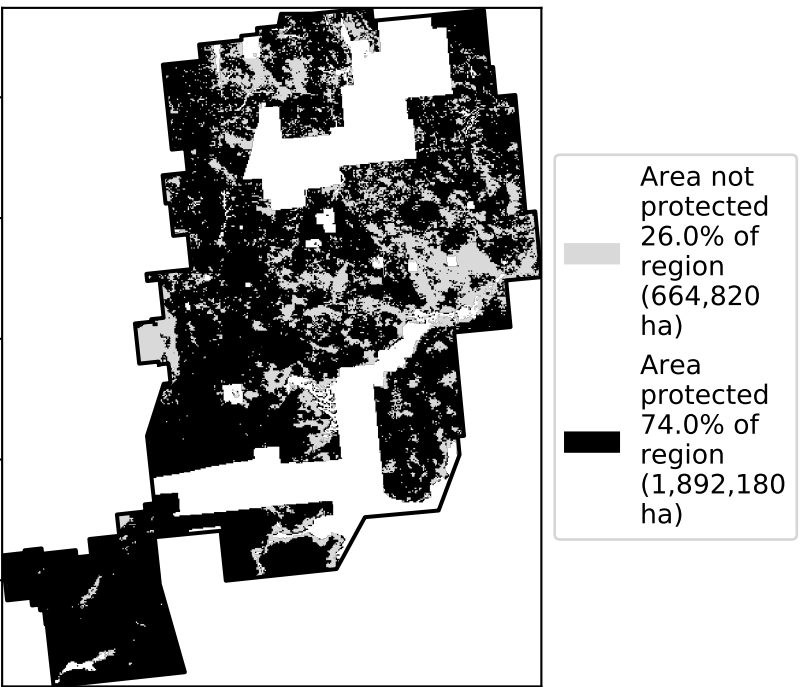 Area not
protected
26.0% of
region
(664,820
ha)
Area
protected
74.0% of
region
(1,892,180
ha)